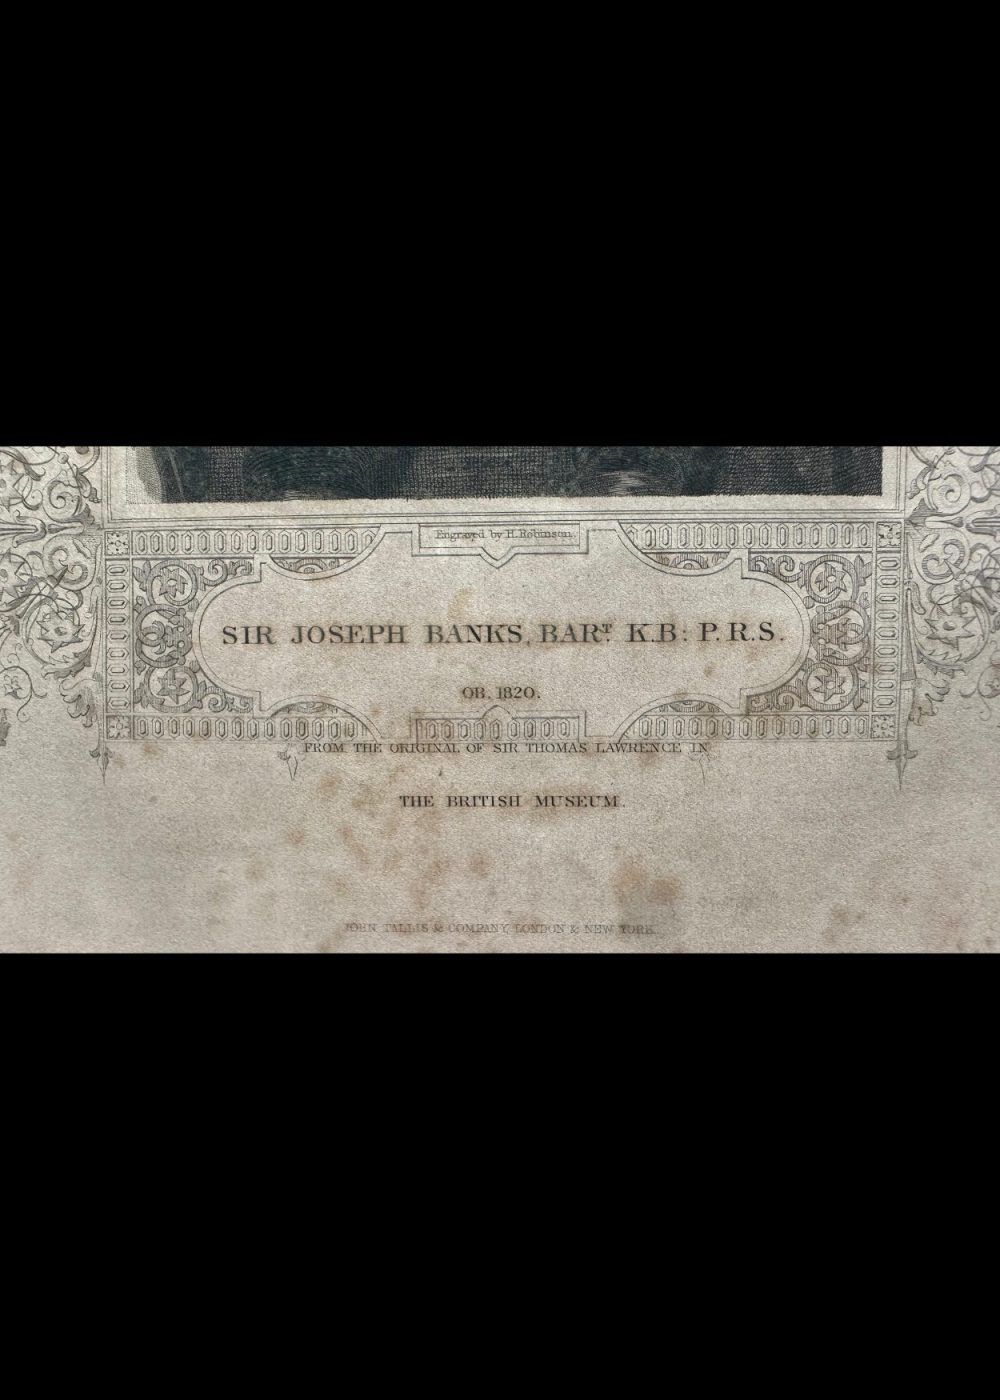 Engraved by H. Robinson.
SIR JOSEPH BANKS, BART. K.B: P.R.S.
OB. 1820.
FROM THE ORIGINAL OF SIR THOMAS LAWRENCE IN
THE BRITISH MUSEUM.
JOHN TALLIS & COMPANY, LONDON & NEW YORK.